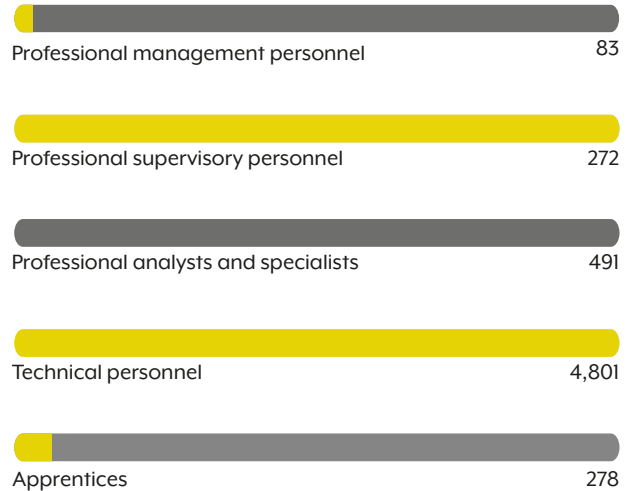 Professional management personnel 83
Professional supervisory personnel 272
Professional analysts and specialists 491
Technical personnel 4,801
Apprentices 278